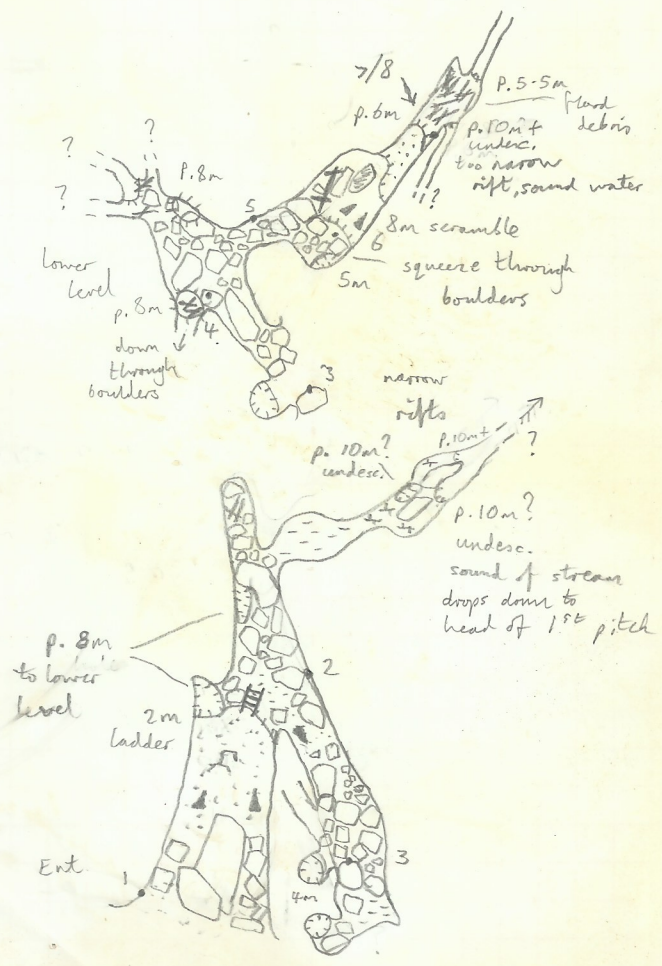 7/8
p. 5-5m
flood
debris
p. 6m
p. 10m +
undesc.
too narrow
rift, sound water
?
?
?
?
p. 8m
5
8m scramble
6
squeeze through
boulders
5m
lower
level
p. 8m
4
down
through
boulders
3
narrow
rifts
p. 10m?
undesc.
p. 10m +
?
p. 10m?
undesc.
sound of stream
drops down to
head of 1st pitch
p. 8m
to lower
level
2
2m
ladder
3
Ent
1
4m